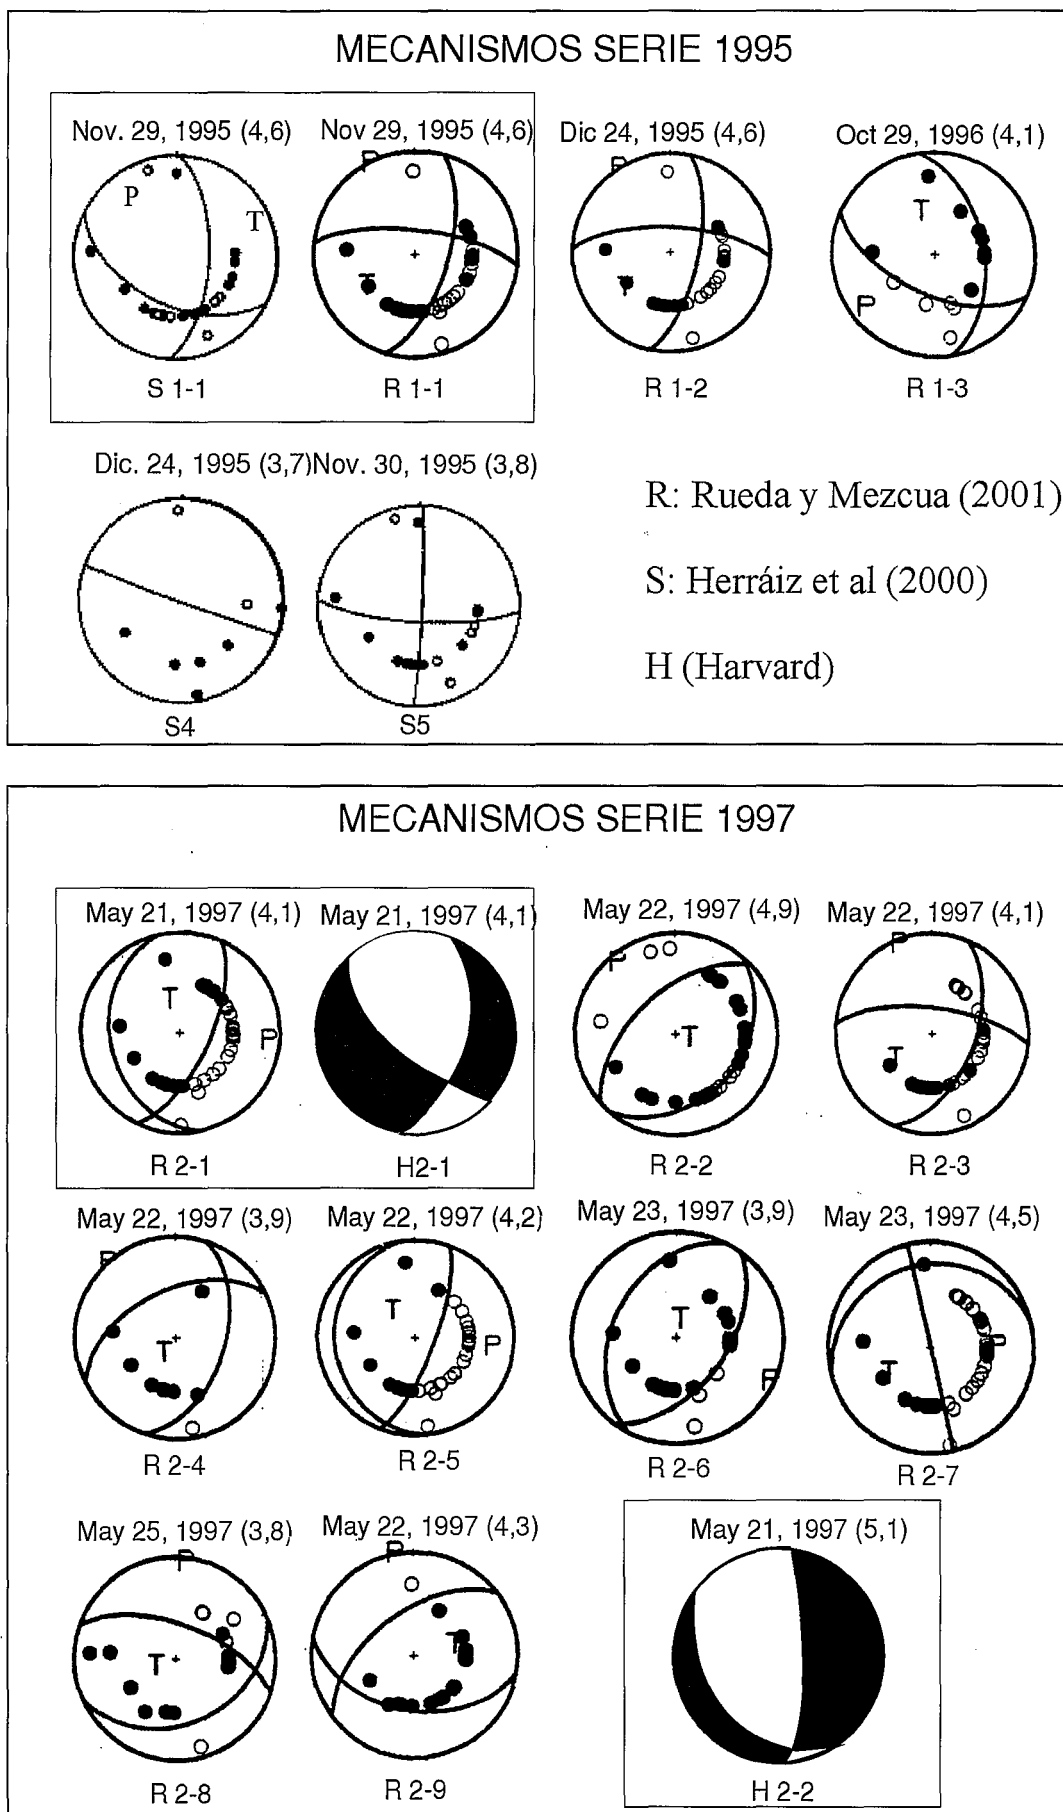 MECANISMOS SERIE 1995
Nov. 29, 1995 (4,6) Nov 29, 1995 (4,6) Dic 24, 1995 (4,6) Oct 29, 1996 (4,1)
P T P T P T T P
S 1-1 R 1-1 R 1-2 R 1-3
Dic. 24, 1995 (3,7) Nov. 30, 1995 (3,8)
S4 S5
R: Rueda y Mezcua (2001)
S: Herráiz et al (2000)
H (Harvard)
MECANISMOS SERIE 1997
May 21, 1997 (4,1) May 21, 1997 (4,1) May 22, 1997 (4,9) May 22, 1997 (4,1)
T P P T P T
R 2-1 H2-1 R 2-2 R 2-3
May 22, 1997 (3,9) May 22, 1997 (4,2) May 23, 1997 (3,9) May 23, 1997 (4,5)
P T T P T P T P
R 2-4 R 2-5 R 2-6 R 2-7
May 25, 1997 (3,8) May 22, 1997 (4,3) May 21, 1997 (5,1)
P T P T
R 2-8 R 2-9 H 2-2